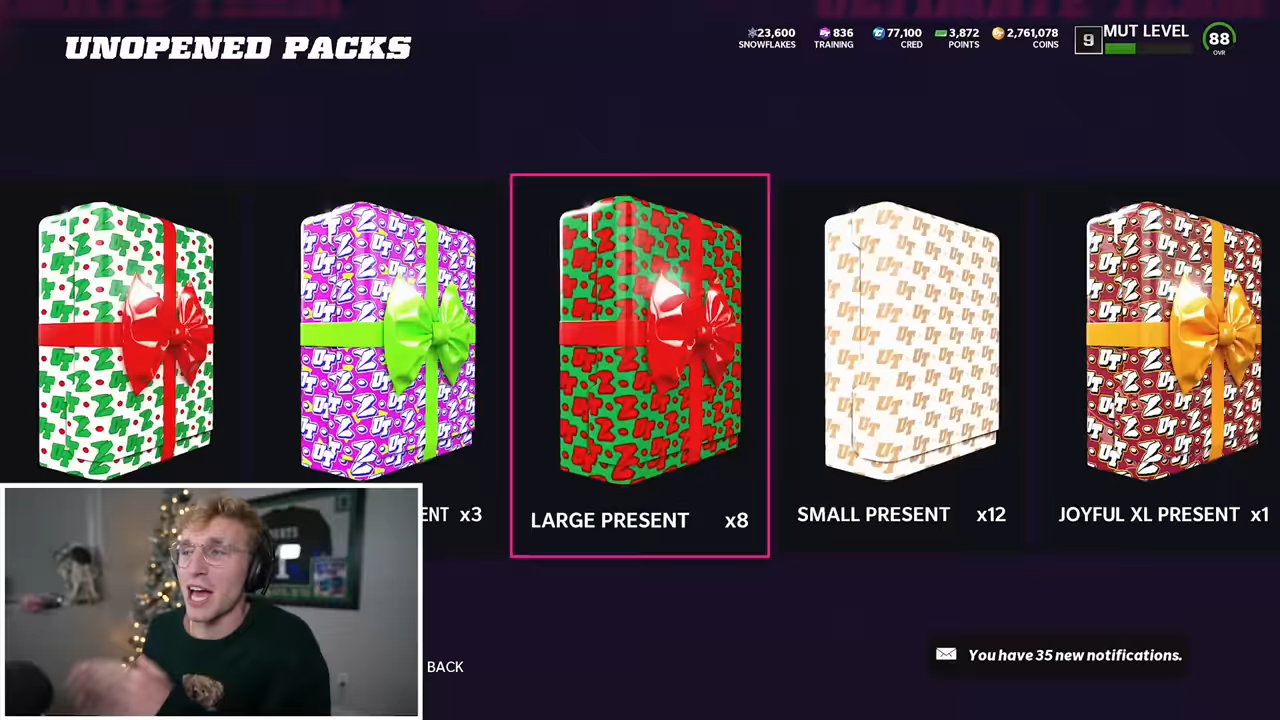 UNOPENED PACKS
23,600
SNOWFLAKES
836
TRAINING
77,100
CRED
3,872
POINTS
2,761,078
COINS
9
MUT LEVEL
88
OVR
ENT x3
LARGE PRESENT x8
SMALL PRESENT x12
JOYFUL XL PRESENT x1
BACK
You have 35 new notifications.